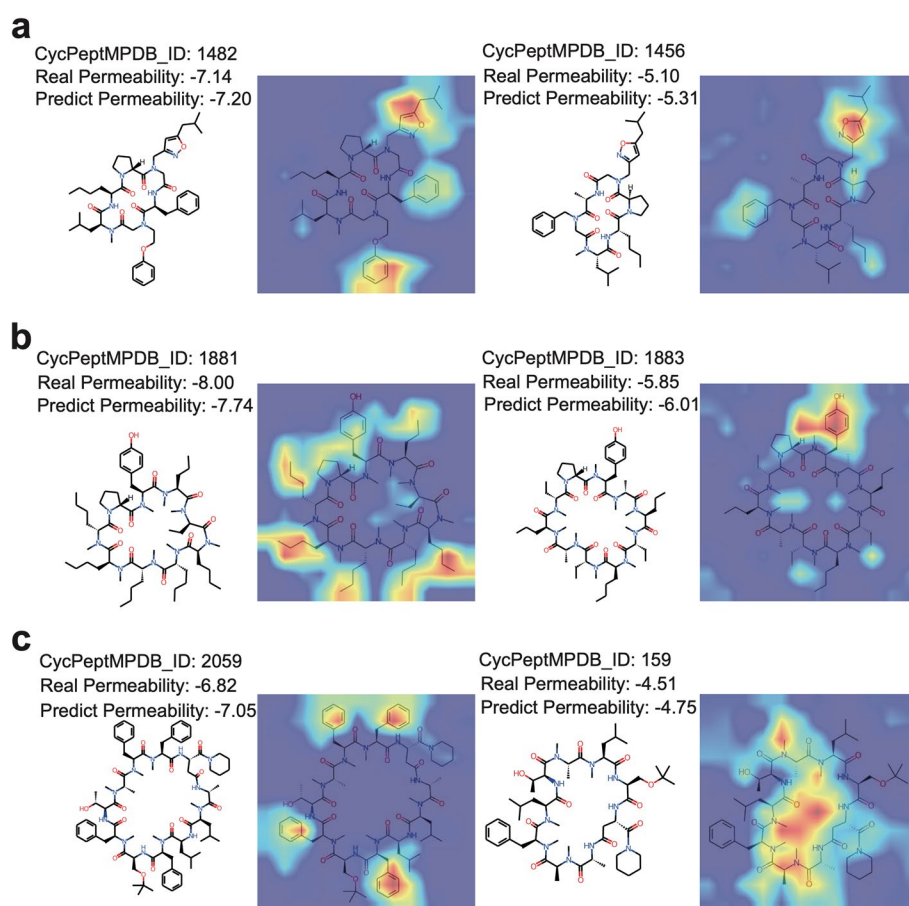 a
CycPeptMPDB_ID: 1482
Real Permeability: -7.14
Predict Permeability: -7.20
CycPeptMPDB_ID: 1456
Real Permeability: -5.10
Predict Permeability: -5.31
b
CycPeptMPDB_ID: 1881
Real Permeability: -8.00
Predict Permeability: -7.74
CycPeptMPDB_ID: 1883
Real Permeability: -5.85
Predict Permeability: -6.01
c
CycPeptMPDB_ID: 2059
Real Permeability: -6.82
Predict Permeability: -7.05
CycPeptMPDB_ID: 159
Real Permeability: -4.51
Predict Permeability: -4.75